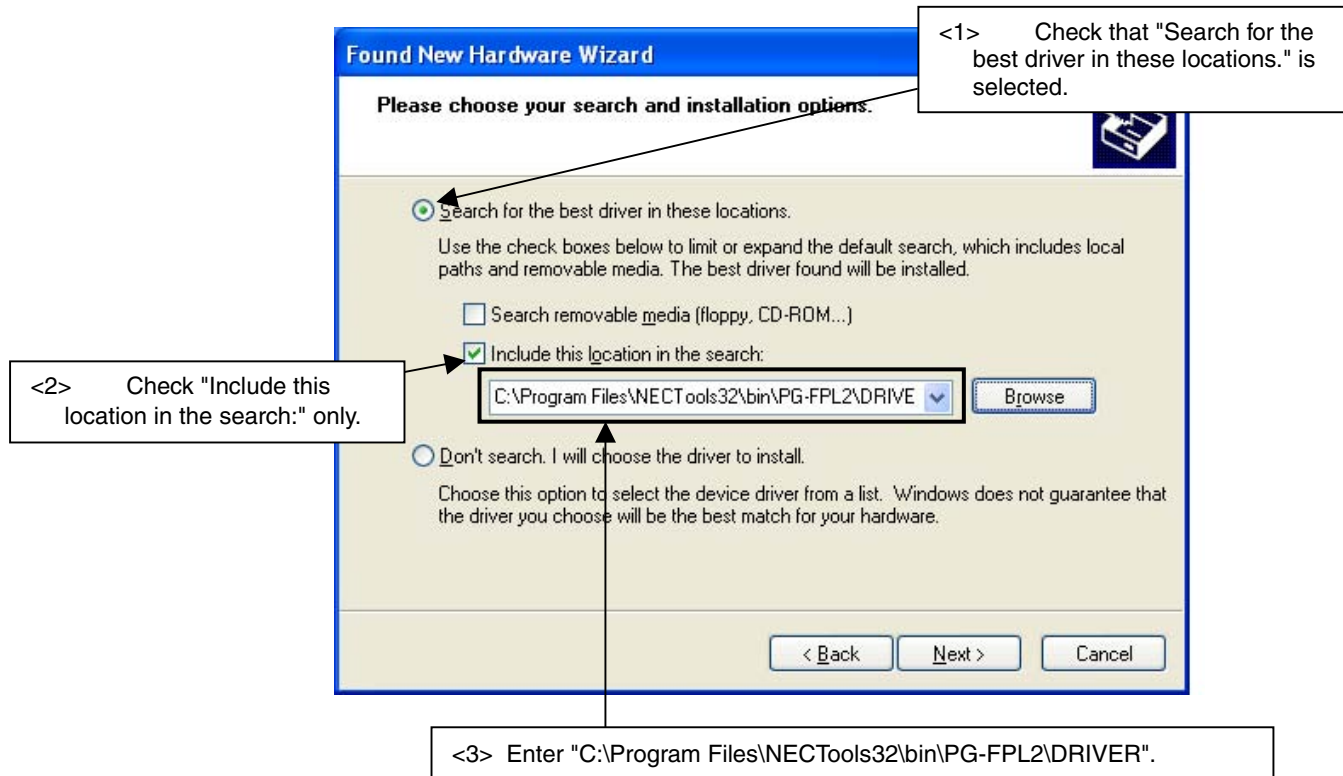 <1> Check that "Search for the
best driver in these locations." is
selected.
Found New Hardware Wizard
Please choose your search and installation options.
Search for the best driver in these locations.
Use the check boxes below to limit or expand the default search, which includes local
paths and removable media. The best driver found will be installed.
Search removable media (floppy, CD-ROM...)
Include this location in the search:
<2> Check "Include this
location in the search:" only.
C:\Program Files\NECTools32\bin\PG-FPL2\DRIVE
Browse
Don't search. I will choose the driver to install.
Choose this option to select the device driver from a list. Windows does not guarantee that
the driver you choose will be the best match for your hardware.
< Back
Next >
Cancel
<3> Enter "C:\Program Files\NECTools32\bin\PG-FPL2\DRIVER".